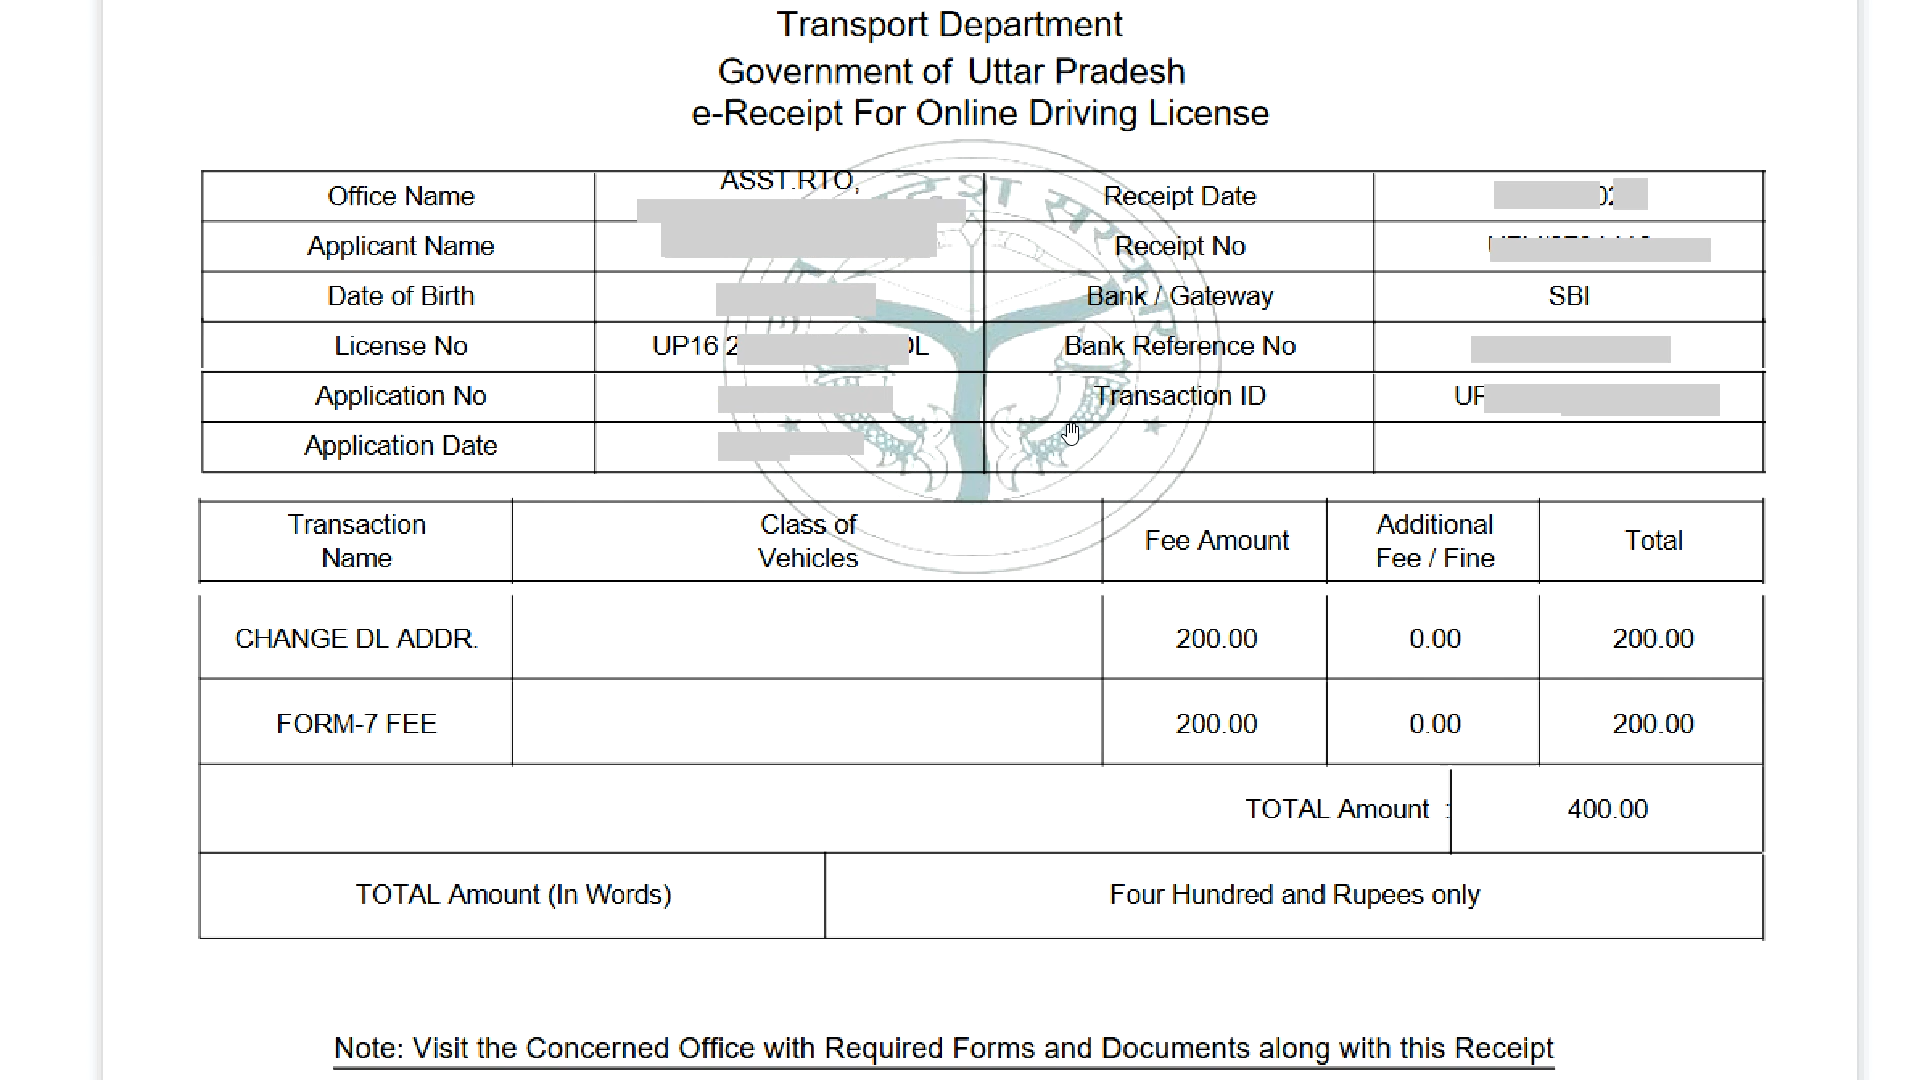 Transport Department
Government of Uttar Pradesh
e-Receipt For Online Driving License
Office Name ASST.RTO, Receipt Date
Applicant Name Receipt No
Date of Birth Bank / Gateway SBI
License No UP16 2 DL Bank Reference No
Application No Transaction ID
Application Date
Transaction Name Class of Vehicles Fee Amount Additional Fee / Fine Total
CHANGE DL ADDR. 200.00 0.00 200.00
FORM-7 FEE 200.00 0.00 200.00
TOTAL Amount : 400.00
TOTAL Amount (In Words) Four Hundred and Rupees only
Note: Visit the Concerned Office with Required Forms and Documents along with this Receipt